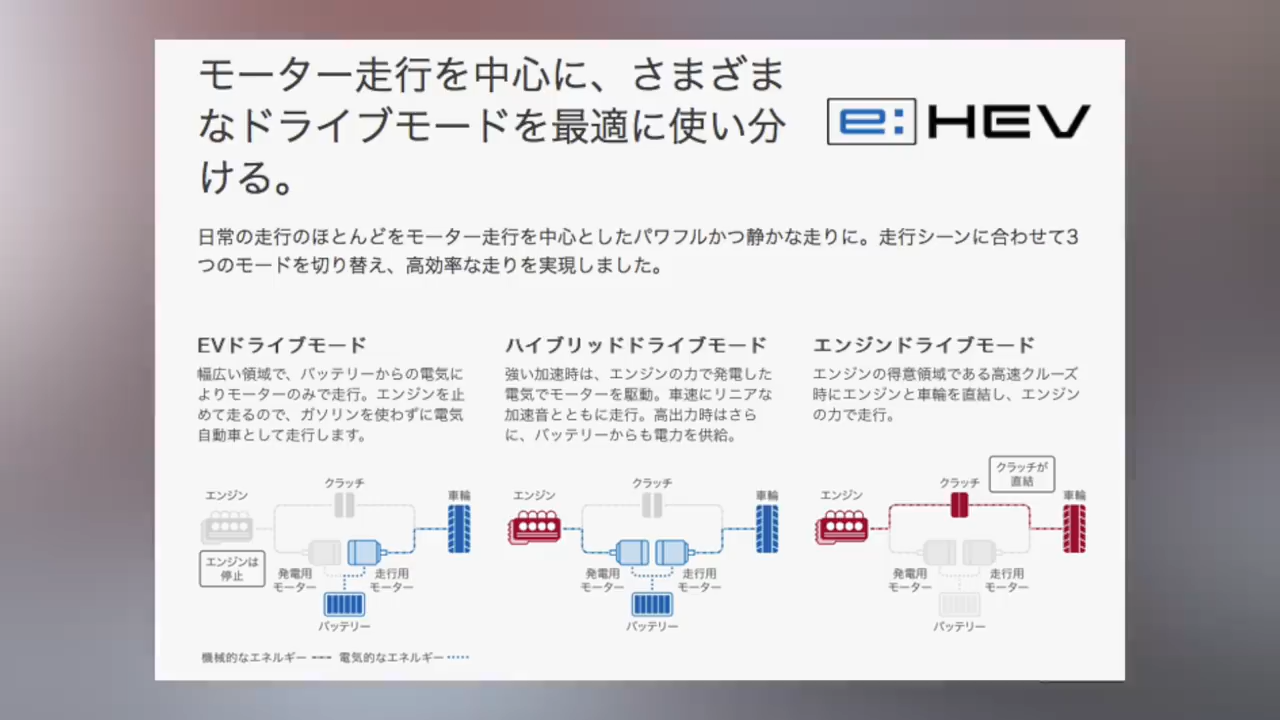 モーター走行を中心に、さまざま
なドライブモードを最適に使い分
ける。
e:HEV
日常の走行のほとんどをモーター走行を中心としたパワフルかつ静かな走りに。走行シーンに合わせて3
つのモードを切り替え、高効率な走りを実現しました。
EVドライブモード
幅広い領域で、バッテリーからの電気に
よりモーターのみで走行。エンジンを止
めて走るので、ガソリンを使わずに電気
自動車として走行します。
エンジン
クラッチ
車輪
エンジンは
停止
発電用
モーター
走行用
モーター
バッテリー
ハイブリッドドライブモード
強い加速時は、エンジンの力で発電した
電気でモーターを駆動。車速にリニアな
加速音とともに走行。高出力時はさら
に、バッテリーからも電力を供給。
エンジン
クラッチ
車輪
発電用
モーター
走行用
モーター
バッテリー
エンジンドライブモード
エンジンの得意領域である高速クルーズ
時にエンジンと車輪を直結し、エンジン
の力で走行。
エンジン
クラッチ
クラッチが
直結
車輪
発電用
モーター
走行用
モーター
バッテリー
機械的なエネルギー 電気的なエネルギー